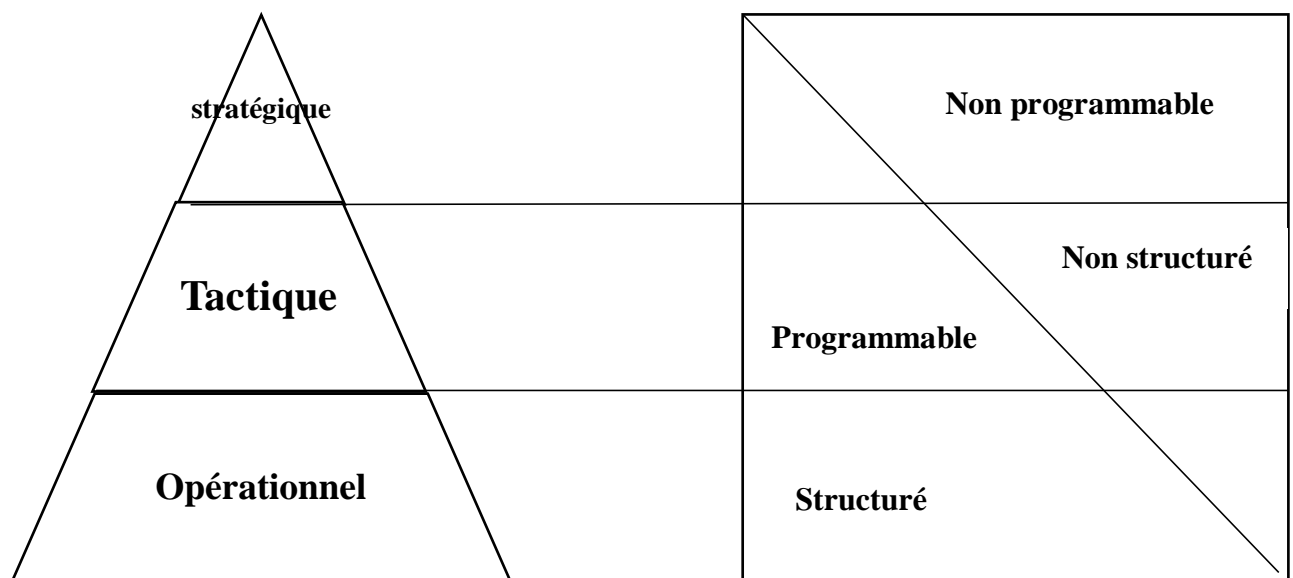 stratégique
Non programmable
Non structuré
Tactique
Programmable
Opérationnel
Structuré